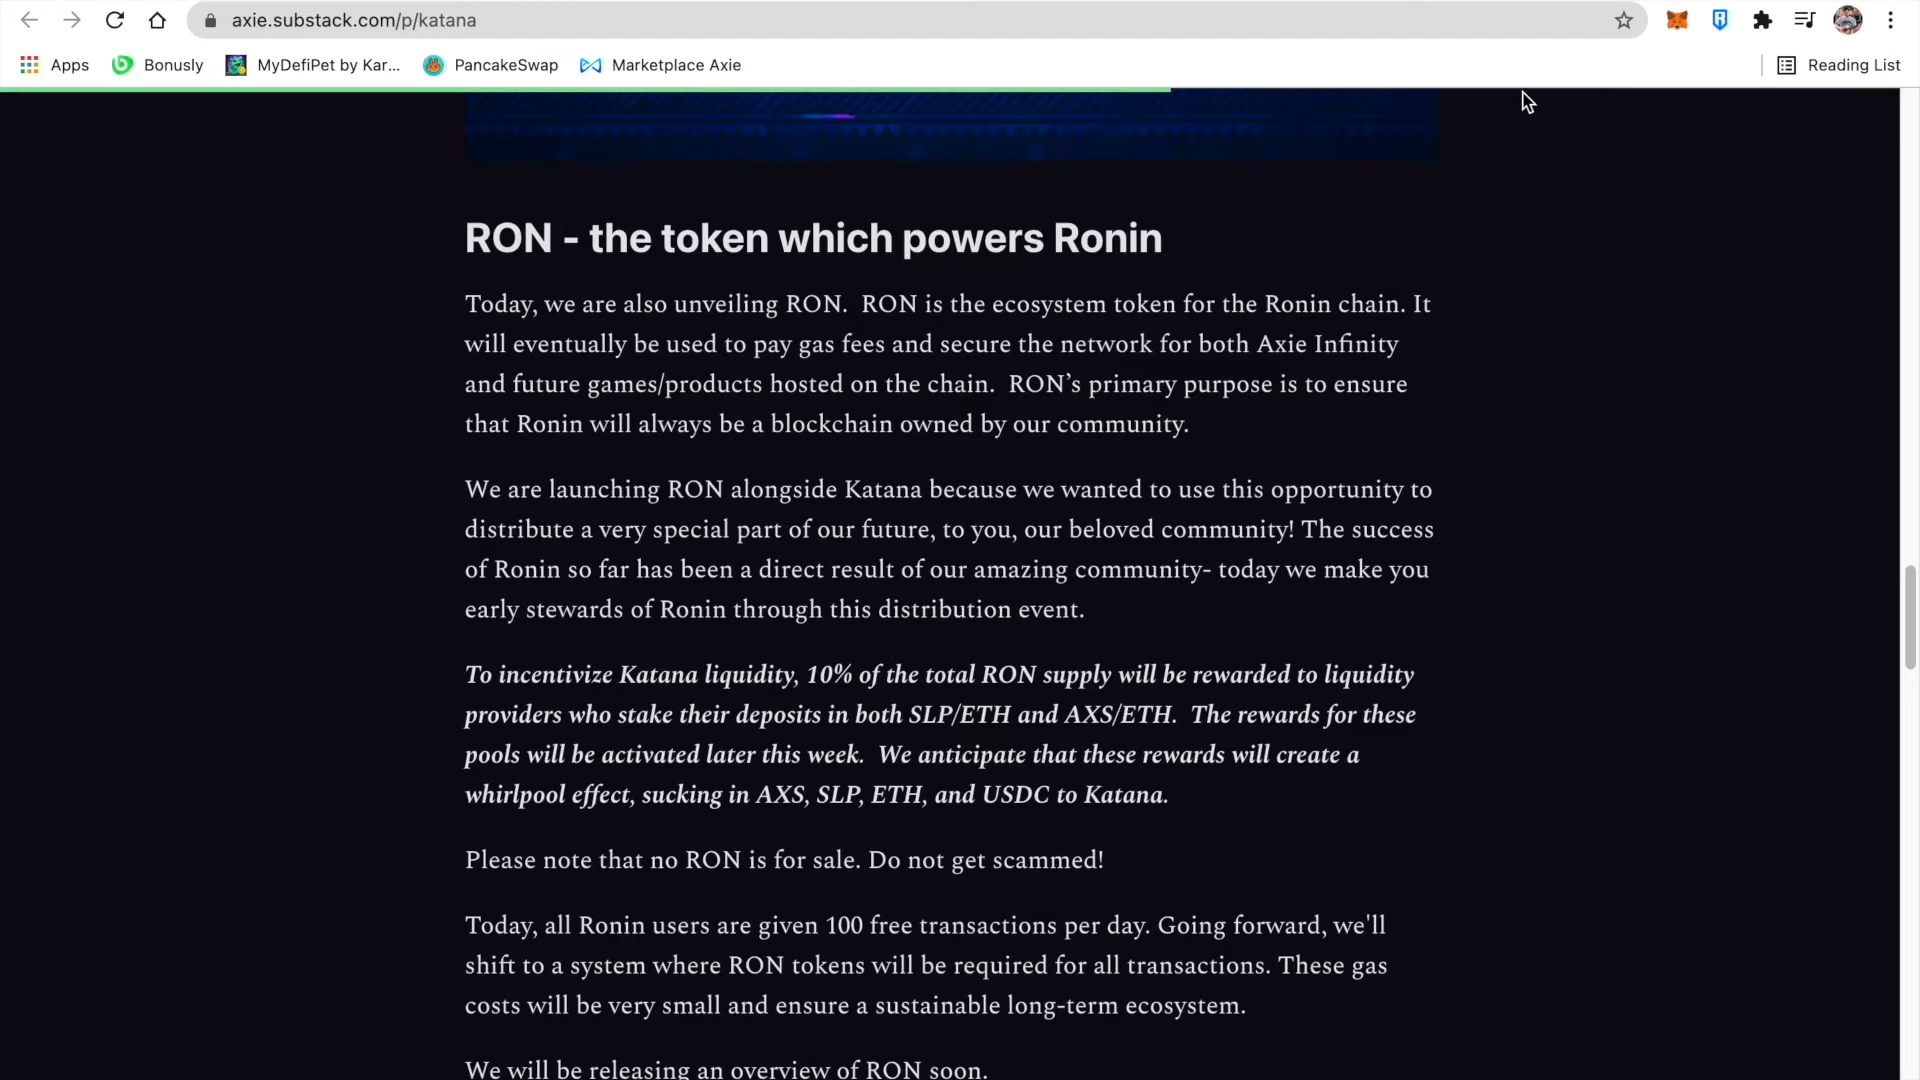 axie.substack.com/p/katana
Apps Bonusly MyDefiPet by Kar... PancakeSwap Marketplace Axie Reading List
RON - the token which powers Ronin
Today, we are also unveiling RON.  RON is the ecosystem token for the Ronin chain. It
will eventually be used to pay gas fees and secure the network for both Axie Infinity
and future games/products hosted on the chain.  RON’s primary purpose is to ensure
that Ronin will always be a blockchain owned by our community.
We are launching RON alongside Katana because we wanted to use this opportunity to
distribute a very special part of our future, to you, our beloved community! The success
of Ronin so far has been a direct result of our amazing community- today we make you
early stewards of Ronin through this distribution event.
To incentivize Katana liquidity, 10% of the total RON supply will be rewarded to liquidity
providers who stake their deposits in both SLP/ETH and AXS/ETH.  The rewards for these
pools will be activated later this week.  We anticipate that these rewards will create a
whirlpool effect, sucking in AXS, SLP, ETH, and USDC to Katana.
Please note that no RON is for sale. Do not get scammed!
Today, all Ronin users are given 100 free transactions per day. Going forward, we'll
shift to a system where RON tokens will be required for all transactions. These gas
costs will be very small and ensure a sustainable long-term ecosystem.
We will be releasing an overview of RON soon.